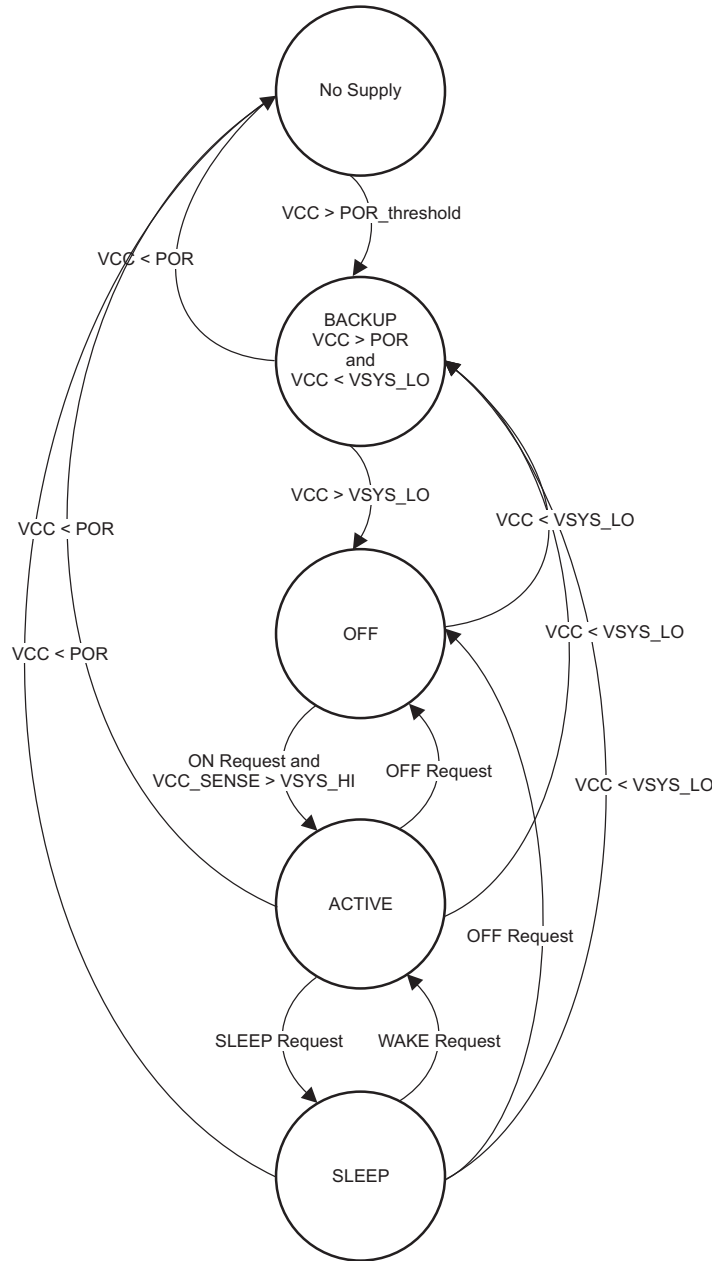 No Supply
VCC > POR_threshold
VCC < POR
BACKUP
VCC > POR
and
VCC < VSYS_LO
VCC > VSYS_LO
VCC < VSYS_LO
VCC < POR
OFF
VCC < VSYS_LO
VCC < POR
ON Request and
VCC_SENSE > VSYS_HI
OFF Request
VCC < VSYS_LO
ACTIVE
OFF Request
SLEEP Request
WAKE Request
SLEEP